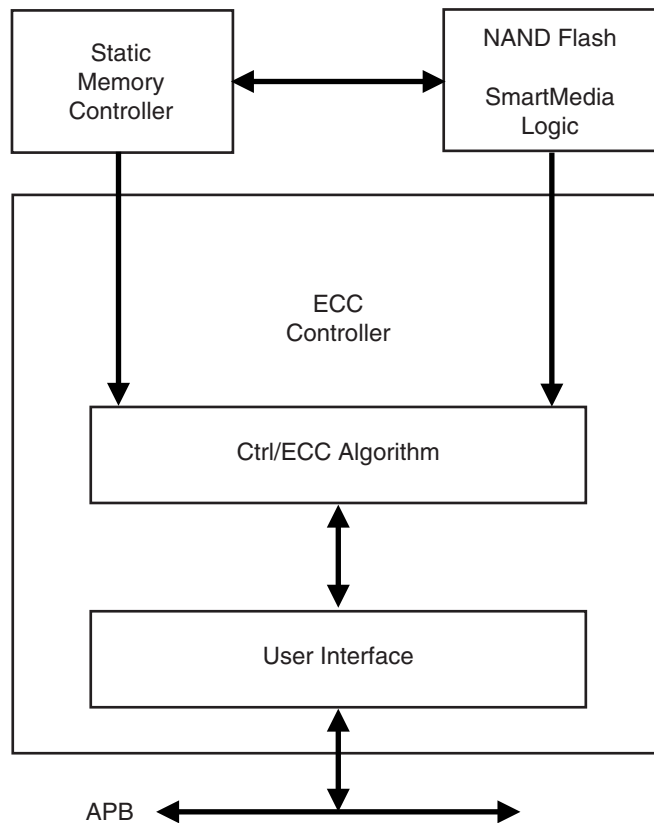 Static
Memory
Controller
NAND Flash
SmartMedia
Logic
ECC
Controller
Ctrl/ECC Algorithm
User Interface
APB